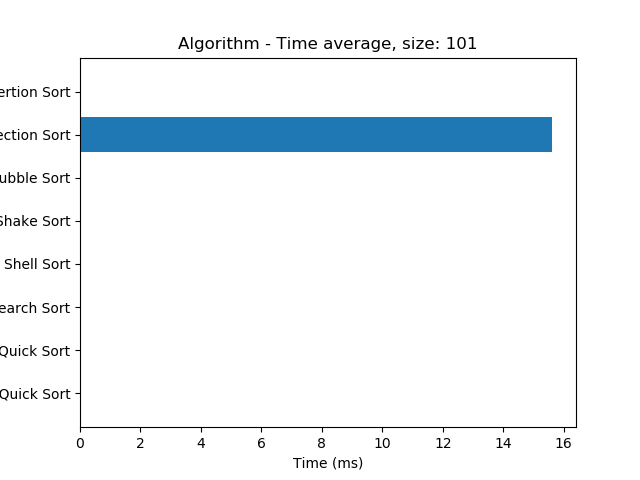 Algorithm - Time average, size: 101
ertion Sort
ection Sort
ubble Sort
Shake Sort
Shell Sort
earch Sort
Quick Sort
Quick Sort
0 2 4 6 8 10 12 14 16
Time (ms)